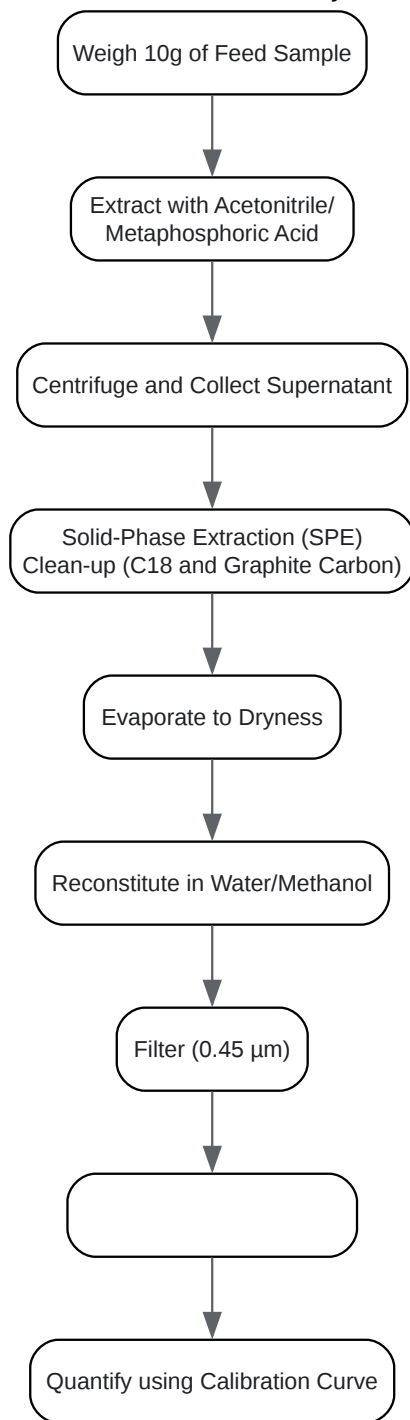 Weigh 10g of Feed Sample
Extract with Acetonitrile/
Metaphosphoric Acid
Centrifuge and Collect Supernatant
Solid-Phase Extraction (SPE)
Clean-up (C18 and Graphite Carbon)
Evaporate to Dryness
Reconstitute in Water/Methanol
Filter (0.45 µm)
Quantify using Calibration Curve